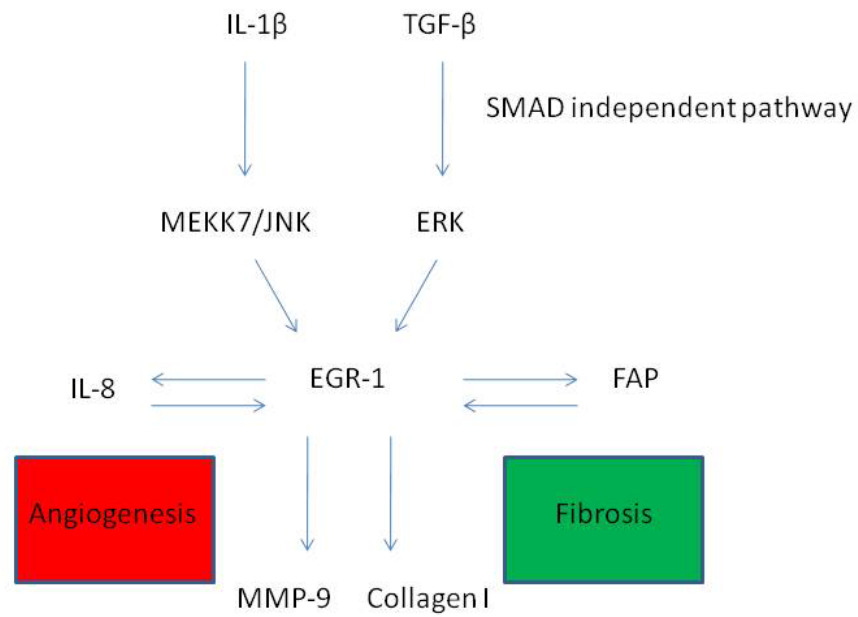 IL-1β
TGF-β
SMAD independent pathway
MEKK7/JNK
ERK
IL-8
EGR-1
FAP
Angiogenesis
Fibrosis
MMP-9
Collagen I